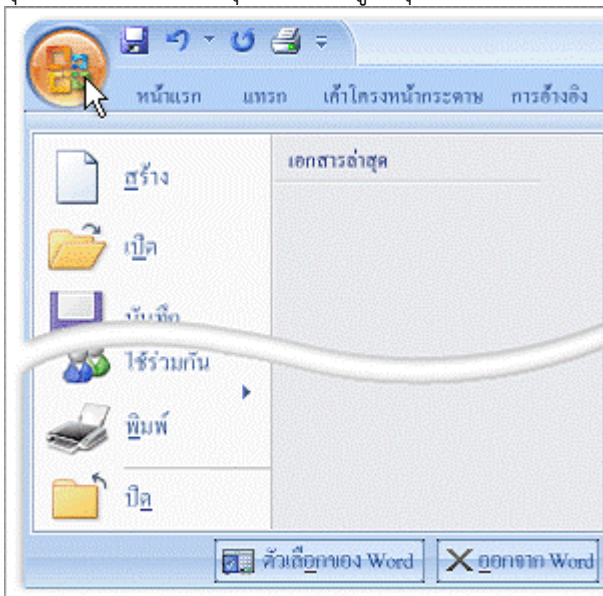 หน้าแรก แทรก เค้าโครงหน้ากระดาษ การอ้างอิง
เอกสารล่าสุด
สร้าง
เปิด
บันทึก
ใช้ร่วมกัน
พิมพ์
ปิด
ตัวเลือกของ Word ออกจาก Word